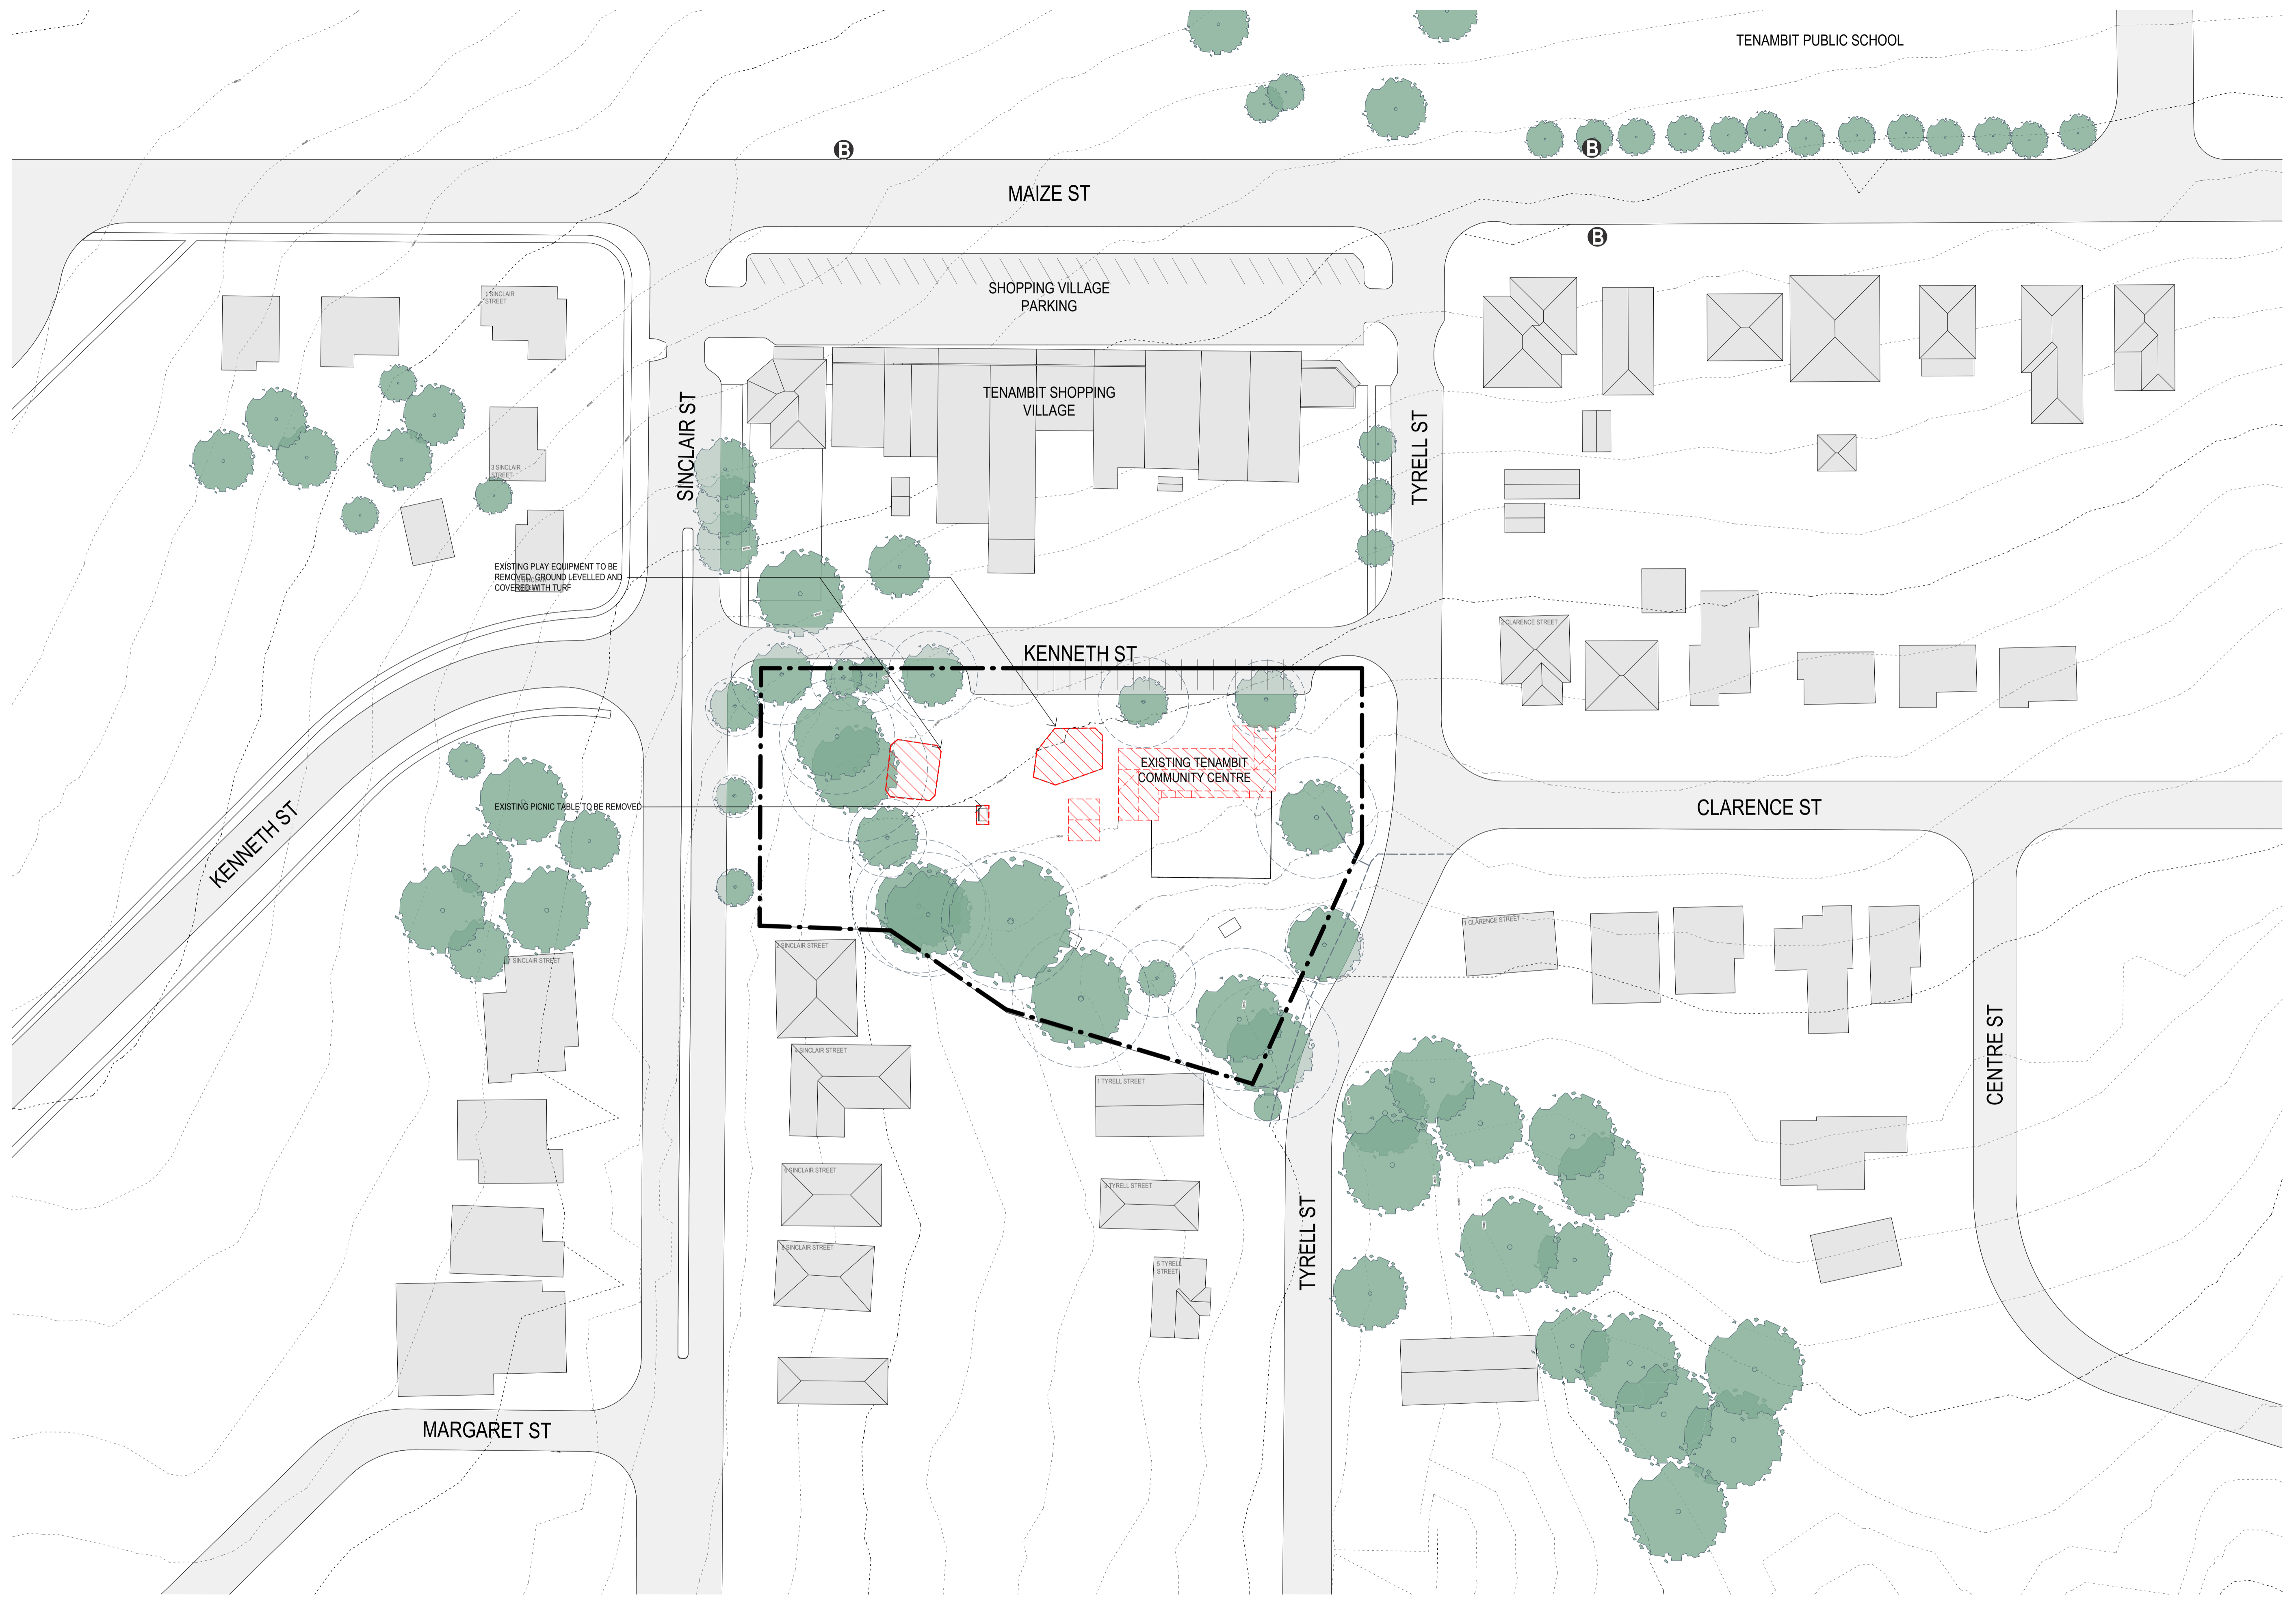 TENAMBIT PUBLIC SCHOOL
B
B
MAIZE ST
B
SHOPPING VILLAGE
PARKING
1 SINCLAIR
STREET
TENAMBIT SHOPPING
VILLAGE
SINCLAIR ST
TYRELL ST
3 SINCLAIR
STREET
EXISTING PLAY EQUIPMENT TO BE
REMOVED, GROUND LEVELLED AND
COVERED WITH TURF
2 CLARENCE STREET
KENNETH ST
EXISTING TENAMBIT
COMMUNITY CENTRE
EXISTING PICNIC TABLE TO BE REMOVED
CLARENCE ST
KENNETH ST
1 CLARENCE STREET
2 SINCLAIR STREET
SINCLAIR STREET
4 SINCLAIR STREET
CENTRE ST
1 TYRELL STREET
6 SINCLAIR STREET
3 TYRELL STREET
TYRELL ST
8 SINCLAIR STREET
5 TYRELL
STREET
MARGARET ST